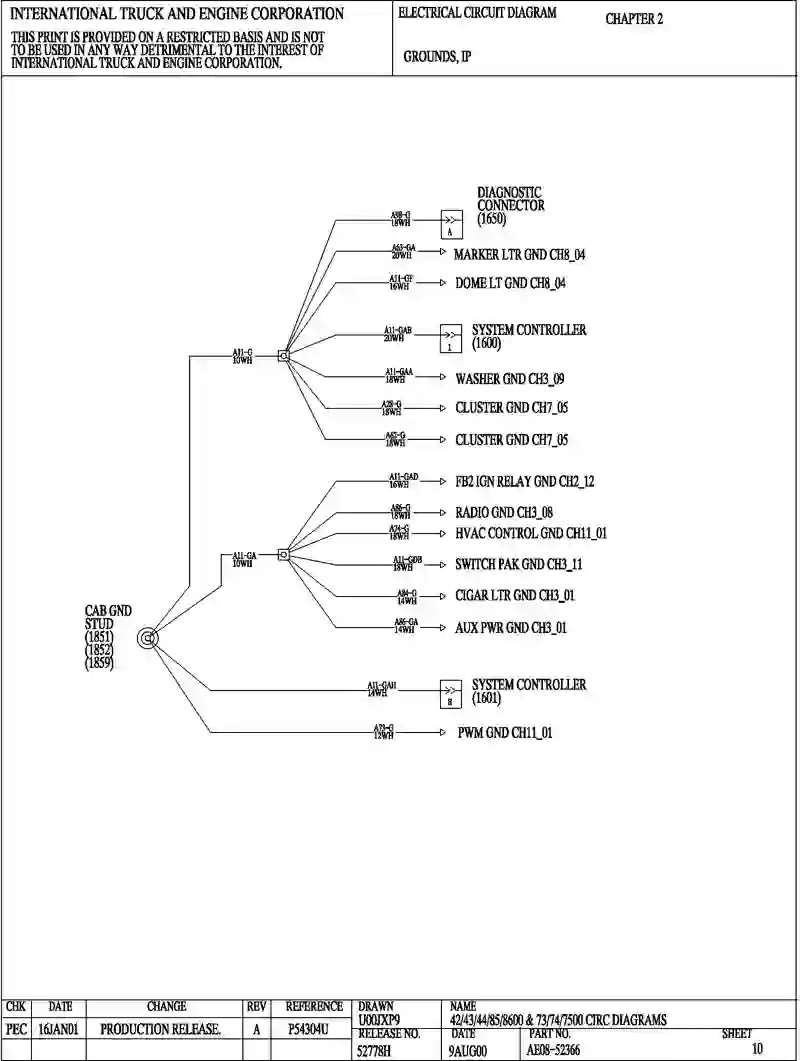 INTERNATIONAL TRUCK AND ENGINE CORPORATION
THIS PRINT IS PROVIDED ON A RESTRICTED BASIS AND IS NOT
TO BE USED IN ANY WAY DETRIMENTAL TO THE INTEREST OF
INTERNATIONAL TRUCK AND ENGINE CORPORATION.
ELECTRICAL CIRCUIT DIAGRAM
CHAPTER 2
GROUNDS, IP
DIAGNOSTIC
CONNECTOR
(1650)
18WH
A
A63-GA
20WH
MARKER LTR GND CH8_04
A11-GF
16WH
DOME LT GND CH8_04
A11-GAB
20WH
1
SYSTEM CONTROLLER
(1600)
A11-G
10WH
A11-GAA
18WH
WASHER GND CH3_09
A28-G
18WH
CLUSTER GND CH7_05
A62-G
18WH
CLUSTER GND CH7_05
A11-GAD
16WH
FB2 IGN RELAY GND CH2_12
18WH
RADIO GND CH3_08
A74-G
18WH
HVAC CONTROL GND CH11_01
A11-GA
10WH
A11-GDB
18WH
SWITCH PAK GND CH3_11
A84-G
14WH
CIGAR LTR GND CH3_01
A86-GA
14WH
AUX PWR GND CH3_01
CAB GND
STUD
(1851)
(1852)
(1859)
A11-GAH
14WH
SYSTEM CONTROLLER
(1601)
A73-G
12WH
PWM GND CH11_01
CHK DATE CHANGE REV REFERENCE
PEC 16JAN01 PRODUCTION RELEASE. A P54304U
DRAWN
U00JXP9
NAME
42/43/44/85/8600 & 73/74/7500 CIRC DIAGRAMS
RELEASE NO. DATE PART NO. SHEET
52778H 9AUG00 AE08-52366 10